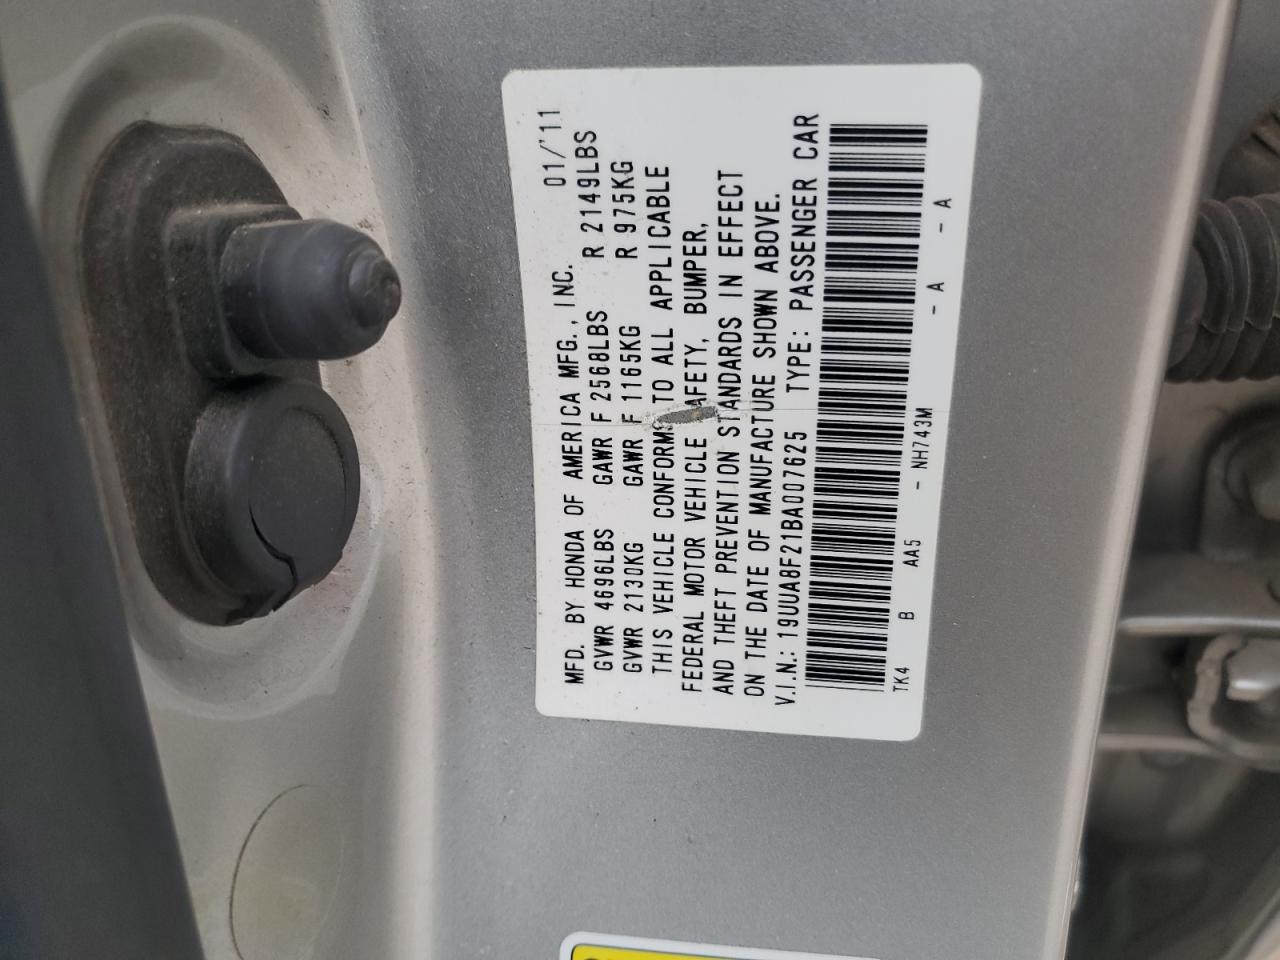 MFD. BY HONDA OF AMERICA MFG., INC. 01/'11
GVWR 4696LBS GAWR F 2568LBS R 2149LBS
GVWR 2130KG GAWR F 1165KG R 975KG
THIS VEHICLE CONFORMS TO ALL APPLICABLE
FEDERAL MOTOR VEHICLE AFETY, BUMPER,
AND THEFT PREVENTION STANDARDS IN EFFECT
ON THE DATE OF MANUFACTURE SHOWN ABOVE.
V.I.N.: 19UUA8F21BA007625 TYPE: PASSENGER CAR
TK4 B AA5 - NH743M - A - A